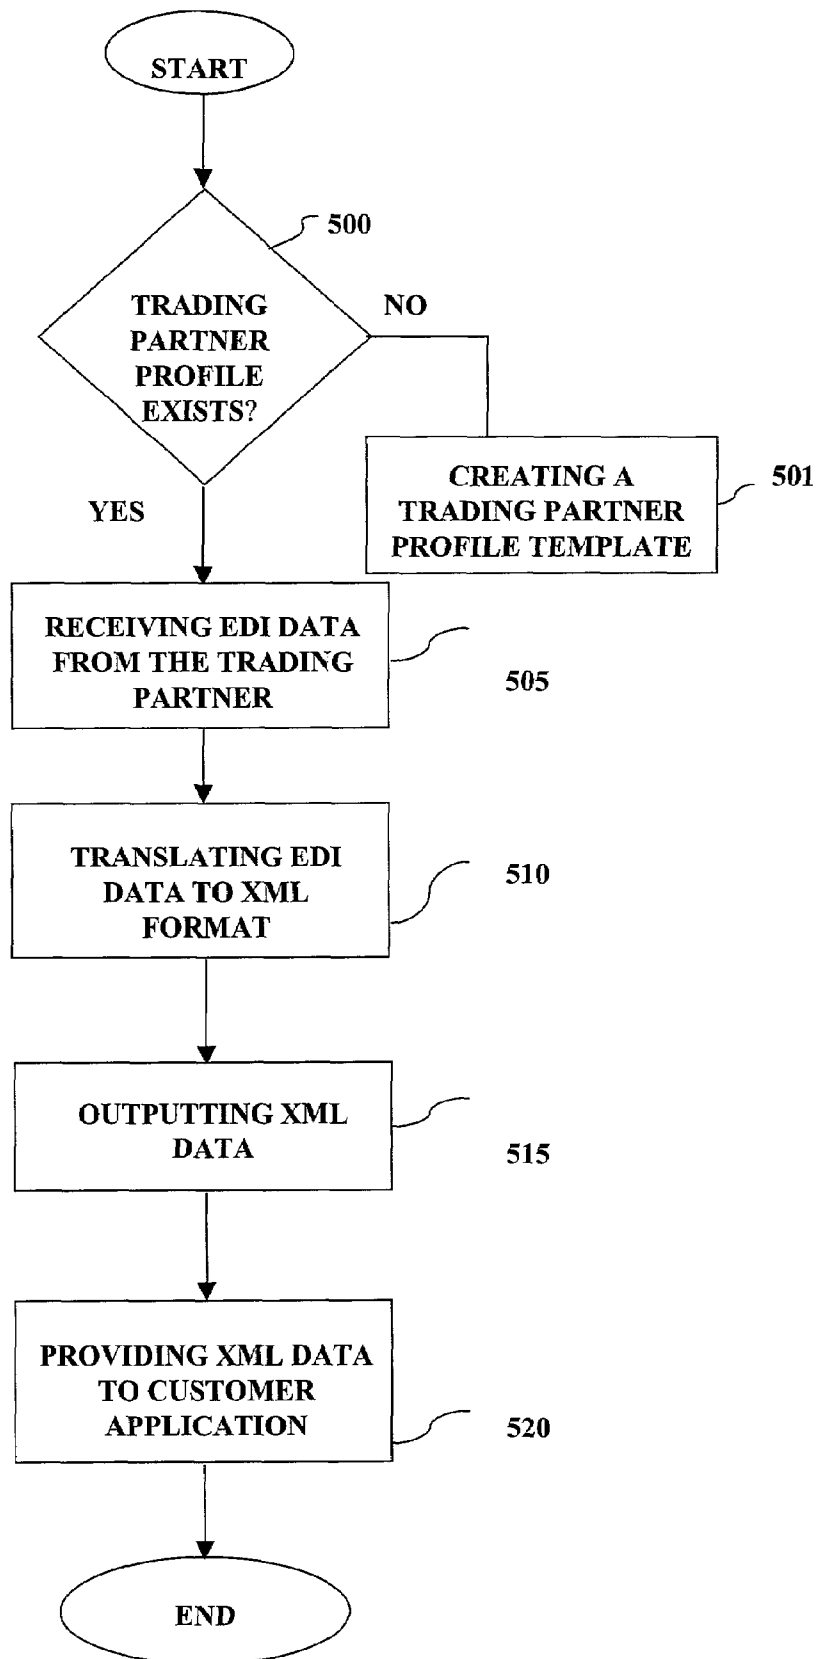 START
500
TRADING
PARTNER
PROFILE
EXISTS?
NO
YES
CREATING A
TRADING PARTNER
PROFILE TEMPLATE
501
RECEIVING EDI DATA
FROM THE TRADING
PARTNER
505
TRANSLATING EDI
DATA TO XML
FORMAT
510
OUTPUTTING XML
DATA
515
PROVIDING XML DATA
TO CUSTOMER
APPLICATION
520
END